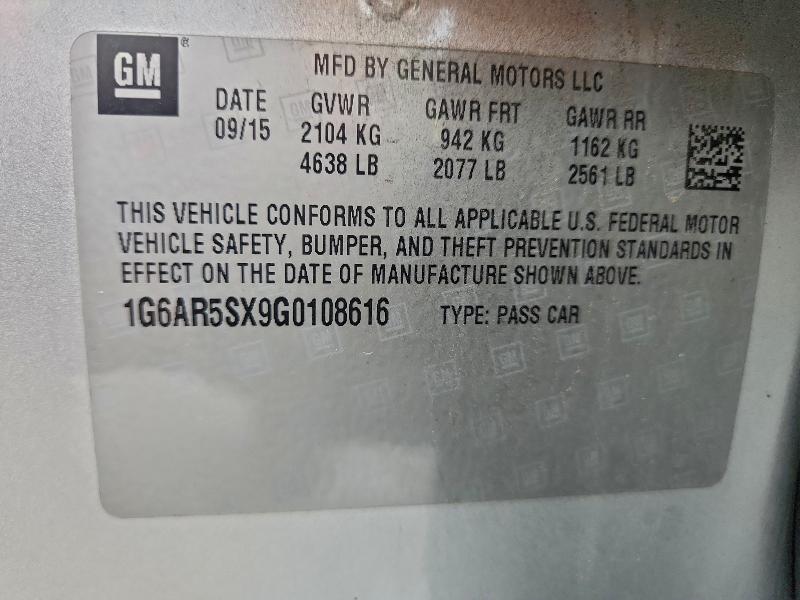 GM
MFD BY GENERAL MOTORS LLC
DATE GVWR GAWR FRT GAWR RR
09/15 2104 KG 942 KG 1162 KG
4638 LB 2077 LB 2561 LB
THIS VEHICLE CONFORMS TO ALL APPLICABLE U.S. FEDERAL MOTOR
VEHICLE SAFETY, BUMPER, AND THEFT PREVENTION STANDARDS IN
EFFECT ON THE DATE OF MANUFACTURE SHOWN ABOVE.
1G6AR5SX9G0108616 TYPE: PASS CAR